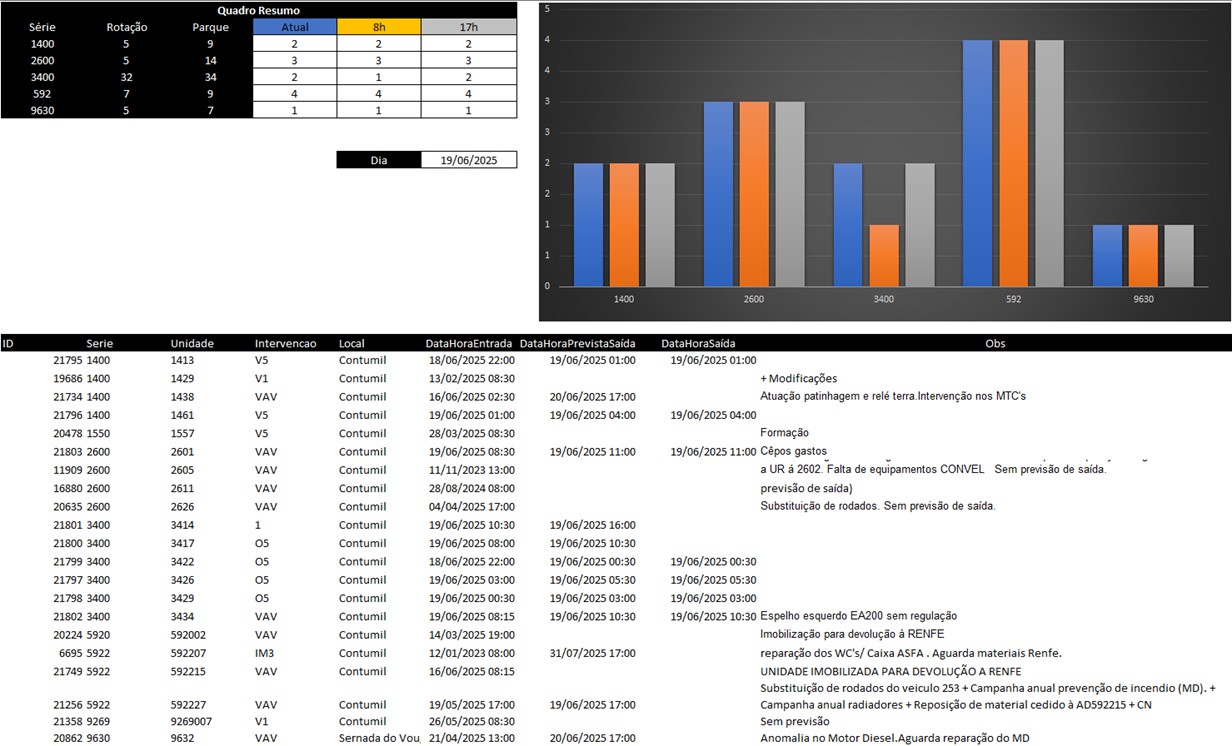 Quadro Resumo
Série Rotação Parque Atual 8h 17h
1400 5 9 2 2 2
2600 5 14 3 3 3
3400 32 34 2 1 2
592 7 9 4 4 4
9630 5 7 1 1 1
Dia 19/06/2025
5
4
4
3
3
2
2
1
1
0
1400 2600 3400 592 9630
ID Serie Unidade Intervencao Local DataHoraEntrada DataHoraPrevistaSaída DataHoraSaída Obs
21795 1400 1413 V5 Contumil 18/06/2025 22:00 19/06/2025 01:00 19/06/2025 01:00
19686 1400 1429 V1 Contumil 13/02/2025 08:30 + Modificações
21734 1400 1438 VAV Contumil 16/06/2025 02:30 20/06/2025 17:00 Atuação patinhagem e relé terra.Intervenção nos MTC's
21796 1400 1461 V5 Contumil 19/06/2025 01:00 19/06/2025 04:00 19/06/2025 04:00
20478 1550 1557 V5 Contumil 28/03/2025 08:30 Formação
21803 2600 2601 VAV Contumil 19/06/2025 08:30 19/06/2025 11:00 19/06/2025 11:00 Cêpos gastos
11909 2600 2605 VAV Contumil 11/11/2023 13:00 a UR á 2602. Falta de equipamentos CONVEL Sem previsão de saída.
16880 2600 2611 VAV Contumil 28/08/2024 08:00 previsão de saída)
20635 2600 2626 VAV Contumil 04/04/2025 17:00 Substituição de rodados. Sem previsão de saída.
21801 3400 3414 1 Contumil 19/06/2025 10:30 19/06/2025 16:00
21800 3400 3417 O5 Contumil 19/06/2025 08:00 19/06/2025 10:30
21799 3400 3422 O5 Contumil 18/06/2025 22:00 19/06/2025 00:30 19/06/2025 00:30
21797 3400 3426 O5 Contumil 19/06/2025 03:00 19/06/2025 05:30 19/06/2025 05:30
21798 3400 3429 O5 Contumil 19/06/2025 00:30 19/06/2025 03:00 19/06/2025 03:00
21802 3400 3434 VAV Contumil 19/06/2025 08:15 19/06/2025 10:30 19/06/2025 10:30 Espelho esquerdo EA200 sem regulação
20224 5920 592002 VAV Contumil 14/03/2025 19:00 Imobilização para devolução à RENFE
6695 5922 592207 IM3 Contumil 12/01/2023 08:00 31/07/2025 17:00 reparação dos WC's/ Caixa ASFA . Aguarda materiais Renfe.
21749 5922 592215 VAV Contumil 16/06/2025 08:15 UNIDADE IMOBILIZADA PARA DEVOLUÇÃO A RENFE
Substituição de rodados do veiculo 253 + Campanha anual prevenção de incendio (MD). +
21256 5922 592227 VAV Contumil 19/05/2025 17:00 19/06/2025 17:00 Campanha anual radiadores + Reposição de material cedido à AD592215 + CN
21358 9269 9269007 V1 Contumil 26/05/2025 08:30 Sem previsão
20862 9630 9632 VAV Sernada do Vou 21/04/2025 13:00 20/06/2025 17:00 Anomalia no Motor Diesel.Aguarda reparação do MD